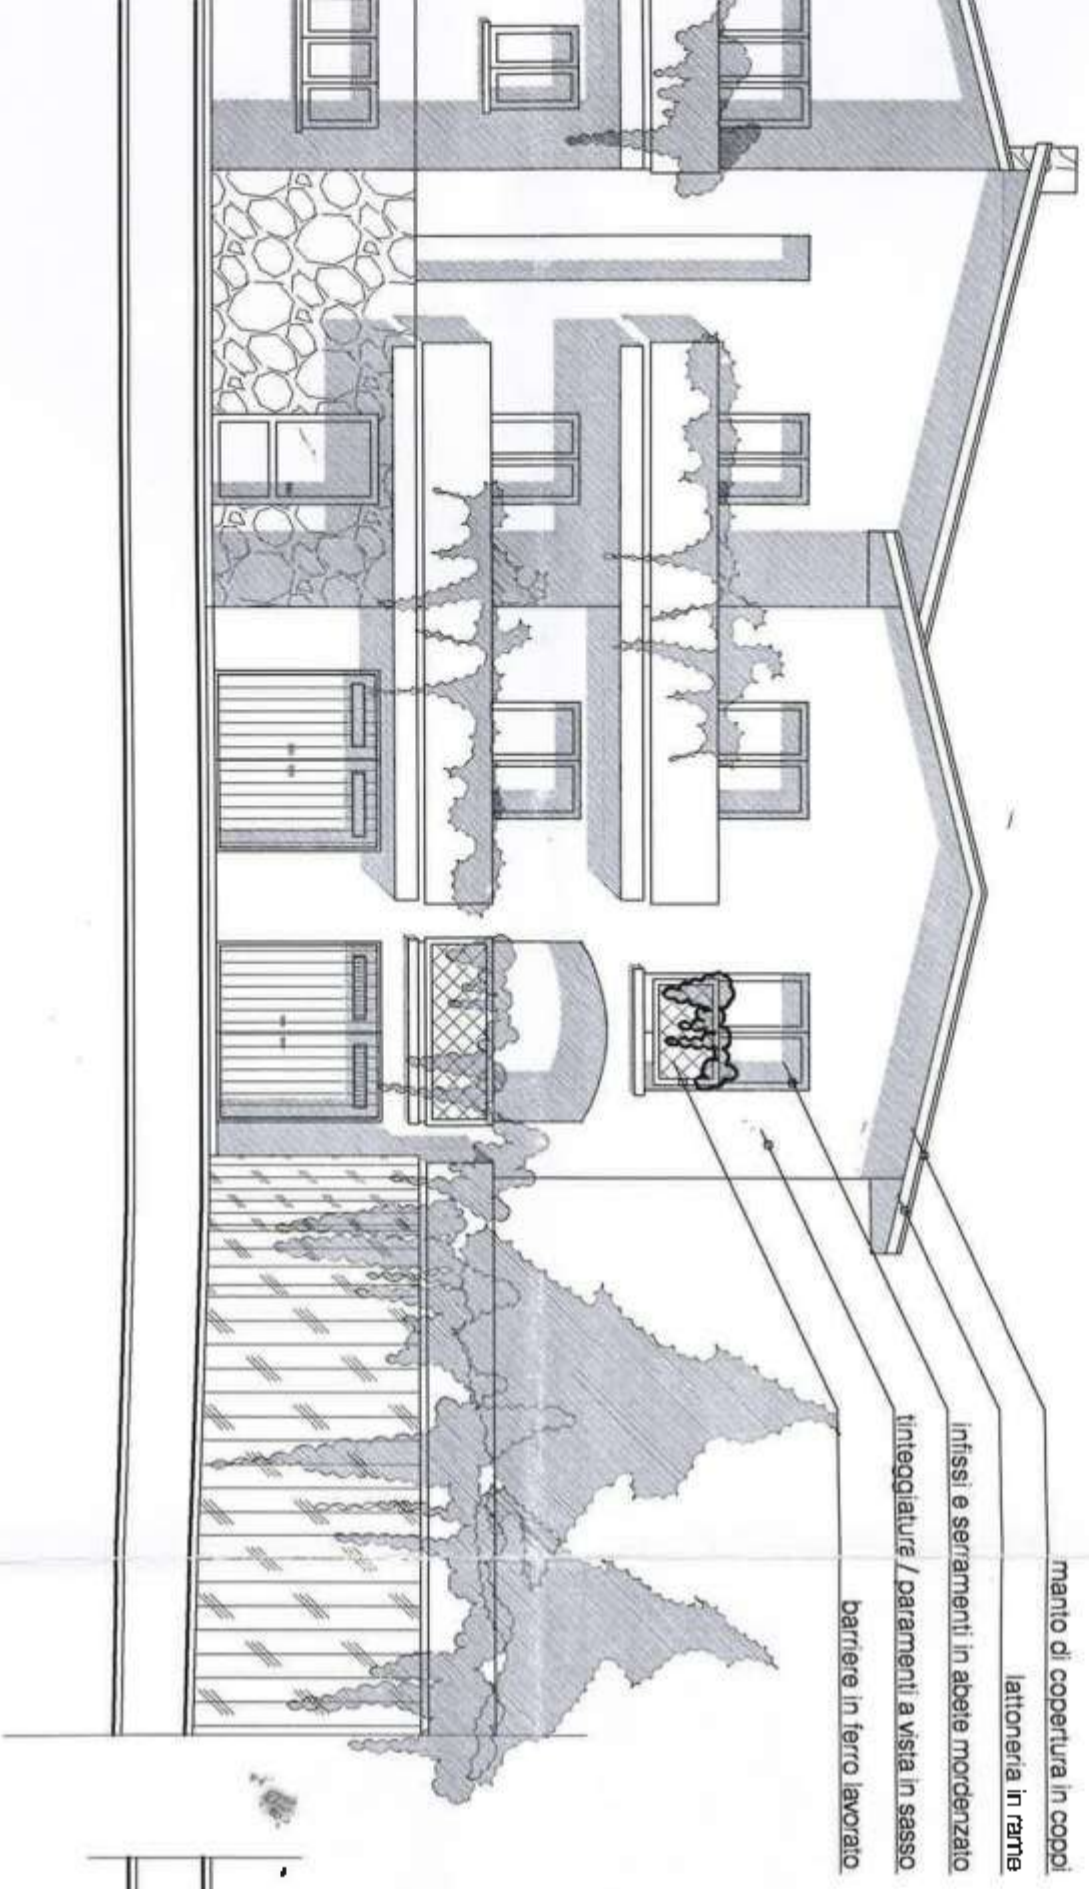 manto di copertura in coppi
lattoneria in rame
infissi e serramenti in abete mordenzato
tinteggiatura / paramenti a vista in sasso
barriere in ferro lavorato